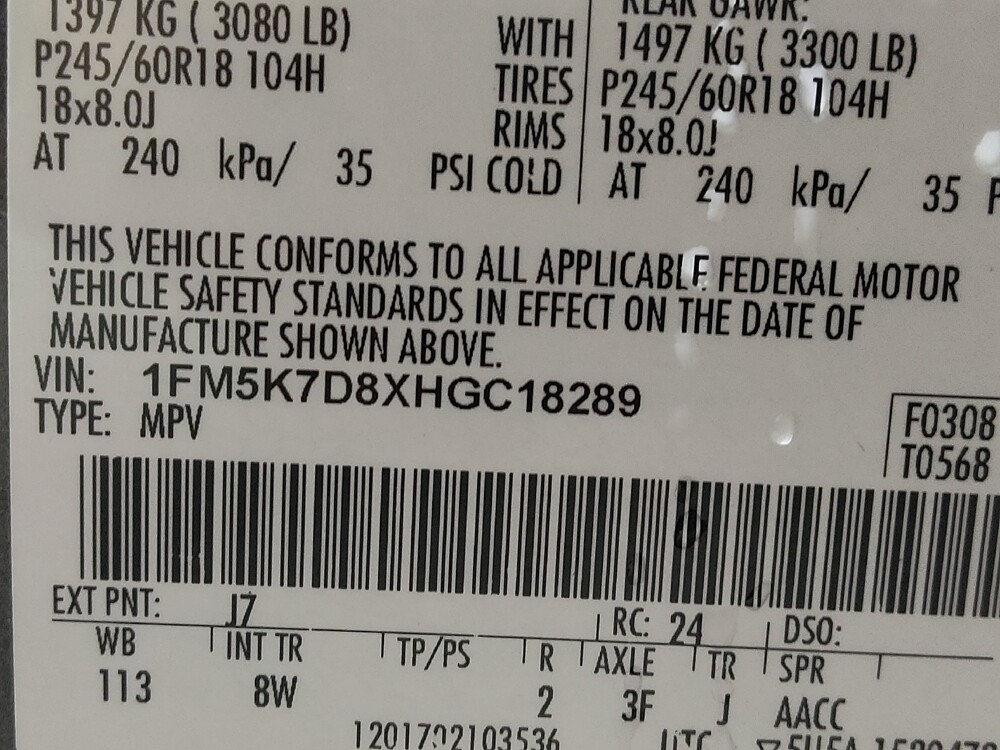 1397 KG ( 3080 LB)
P245/60R18 104H
18x8.0J
AT 240 kPa/ 35 PSI COLD
WITH
TIRES
RIMS
REAR GAWR:
1497 KG ( 3300 LB)
P245/60R18 104H
18x8.0J
AT 240 kPa/ 35 P
THIS VEHICLE CONFORMS TO ALL APPLICABLE FEDERAL MOTOR
VEHICLE SAFETY STANDARDS IN EFFECT ON THE DATE OF
MANUFACTURE SHOWN ABOVE.
VIN: 1FM5K7D8XHGC18289
TYPE: MPV
F0308
T0568
EXT PNT: J7 RC: 24 DSO:
WB INT TR TP/PS R AXLE TR SPR
113 8W 2 3F J AACC
UTC